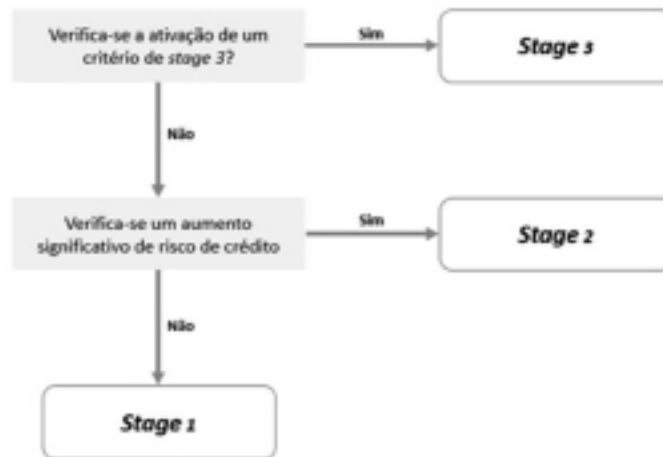 Verifica-se a ativação de um
critério de stage 3?
Sim
Stage 3
Não
Verifica-se um aumento
significativo de risco de crédito
Sim
Stage 2
Não
Stage 1